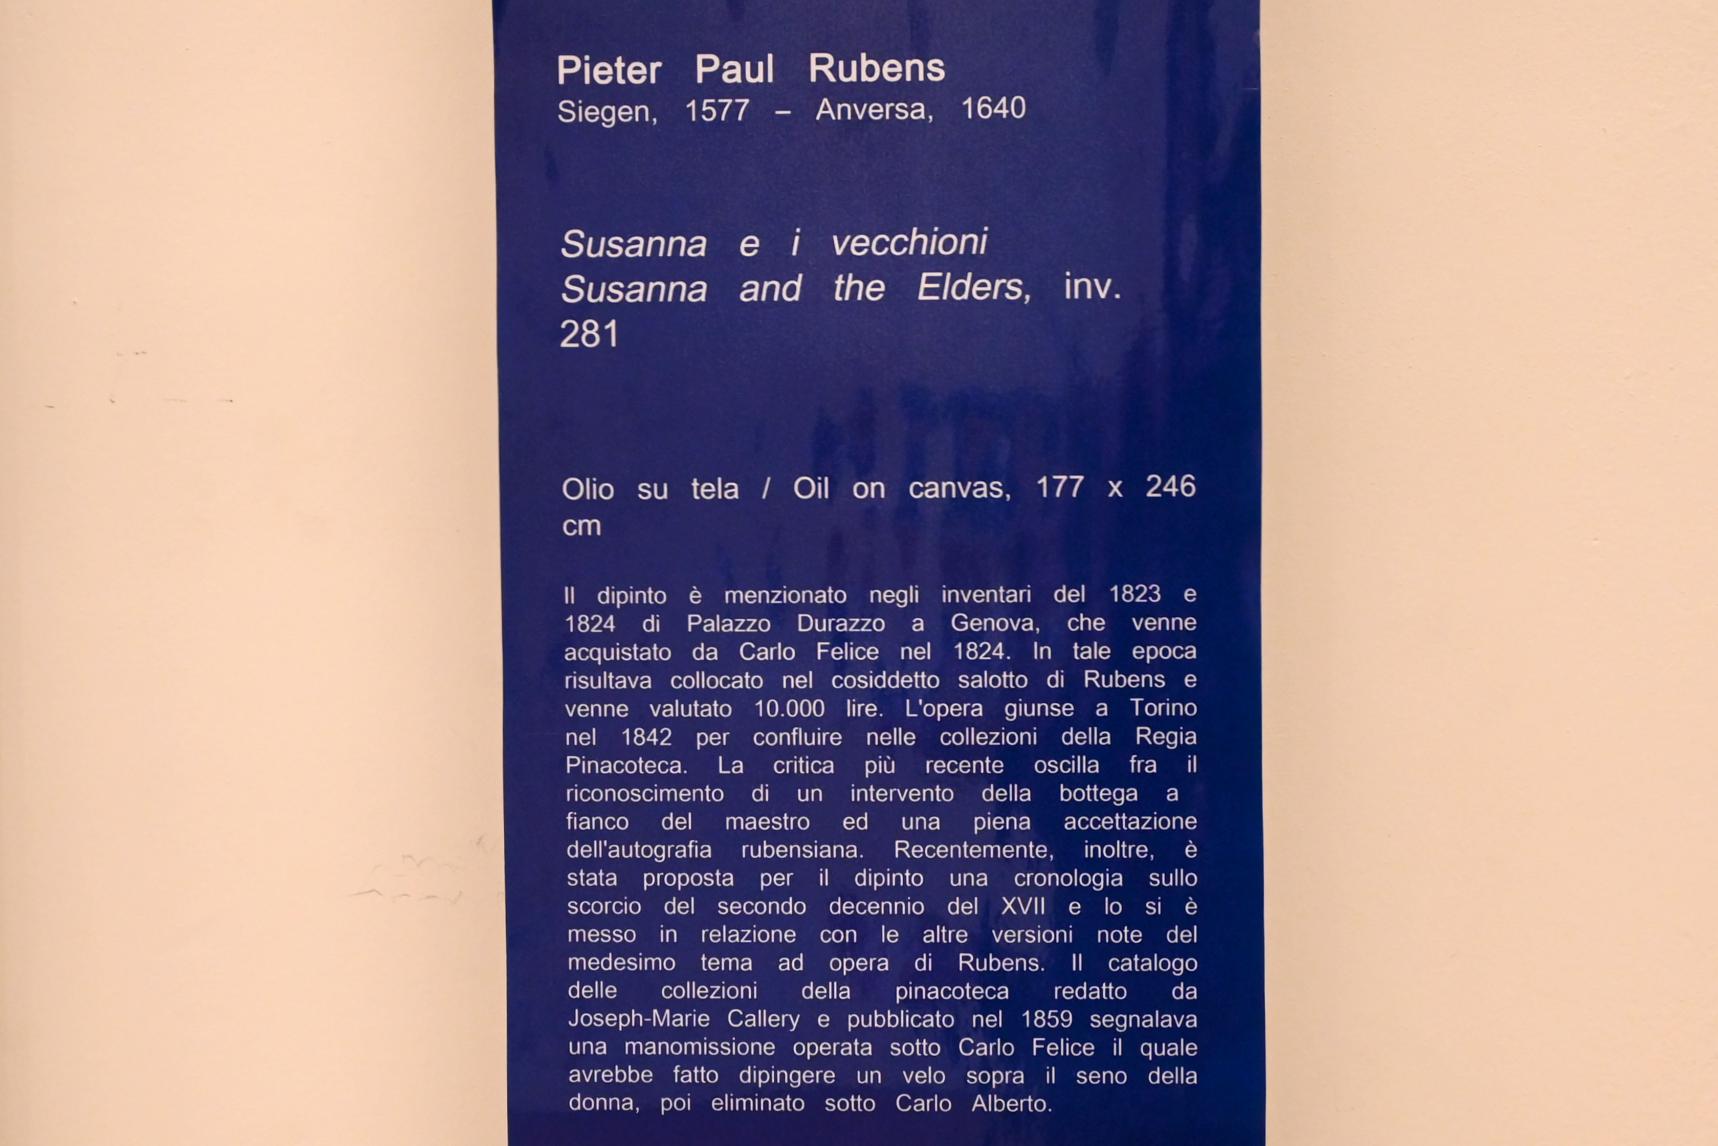 Pieter Paul Rubens
Siegen, 1577 – Anversa, 1640
Susanna e i vecchioni
Susanna and the Elders, inv.
281
Olio su tela / Oil on canvas, 177 x 246
cm
Il dipinto è menzionato negli inventari del 1823 e
1824 di Palazzo Durazzo a Genova, che venne
acquistato da Carlo Felice nel 1824. In tale epoca
risultava collocato nel cosiddetto salotto di Rubens e
venne valutato 10.000 lire. L'opera giunse a Torino
nel 1842 per confluire nelle collezioni della Regia
Pinacoteca. La critica più recente oscilla fra il
riconoscimento di un intervento della bottega a
fianco del maestro ed una piena accettazione
dell'autografia rubensiana. Recentemente, inoltre, è
stata proposta per il dipinto una cronologia sullo
scorcio del secondo decennio del XVII e lo si è
messo in relazione con le altre versioni note del
medesimo tema ad opera di Rubens. Il catalogo
delle collezioni della pinacoteca redatto da
Joseph-Marie Callery e pubblicato nel 1859 segnalava
una manomissione operata sotto Carlo Felice il quale
avrebbe fatto dipingere un velo sopra il seno della
donna, poi eliminato sotto Carlo Alberto.